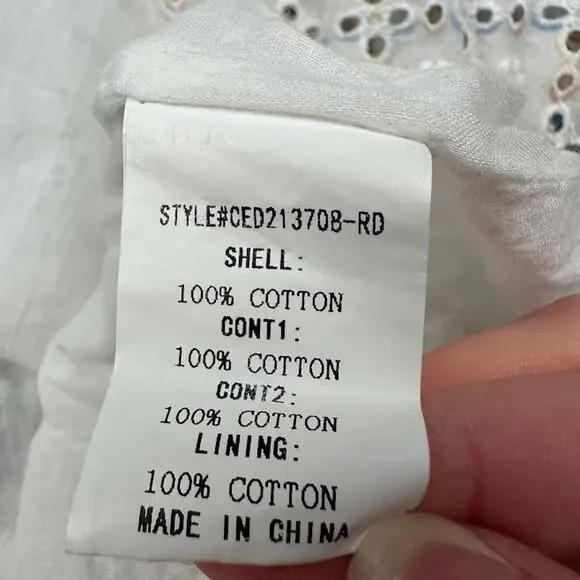 STYLE#CED213708-RD
SHELL:
100% COTTON
CONT1:
100% COTTON
CONT2:
100% COTTON
LINING:
100% COTTON
MADE IN CHINA